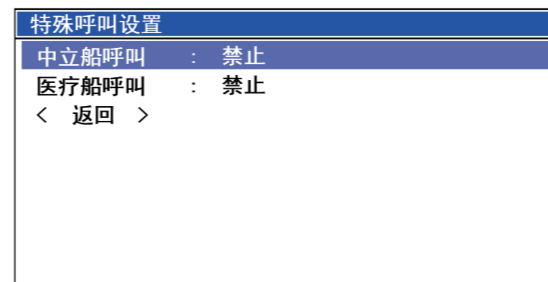 特殊呼叫设置
中立船呼叫 : 禁止
医疗船呼叫 : 禁止
< 返回 >